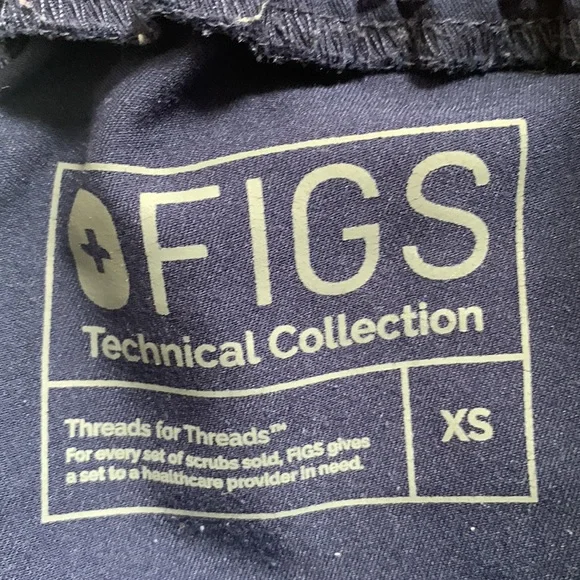 FIGS
Technical Collection
Threads for Threads™
For every set of scrubs sold, FIGS gives
a set to a healthcare provider in need.
XS